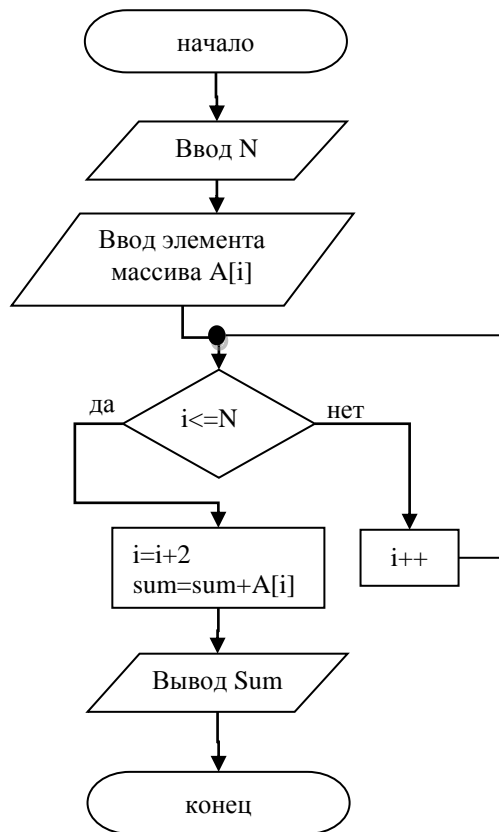 начало
Ввод N
Ввод элемента
массива A[i]
да
i<=N
нет
i=i+2
sum=sum+A[i]
i++
Вывод Sum
конец